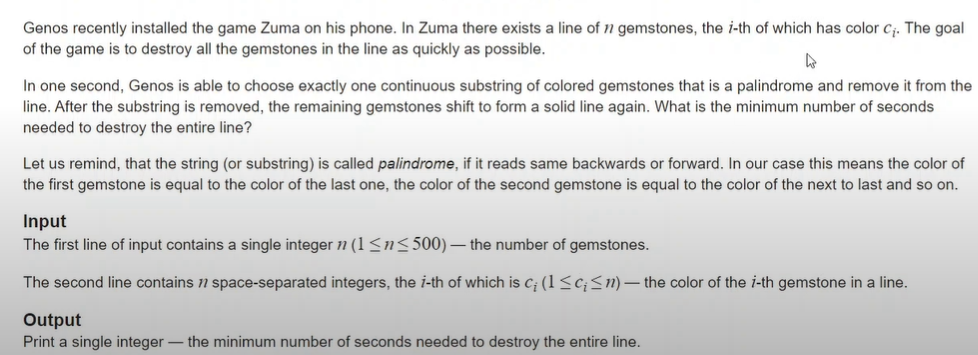 Genos recently installed the game Zuma on his phone. In Zuma there exists a line of n gemstones, the i-th of which has color cᵢ. The goal
of the game is to destroy all the gemstones in the line as quickly as possible.
In one second, Genos is able to choose exactly one continuous substring of colored gemstones that is a palindrome and remove it from the
line. After the substring is removed, the remaining gemstones shift to form a solid line again. What is the minimum number of seconds
needed to destroy the entire line?
Let us remind, that the string (or substring) is called palindrome, if it reads same backwards or forward. In our case this means the color of
the first gemstone is equal to the color of the last one, the color of the second gemstone is equal to the color of the next to last and so on.
Input
The first line of input contains a single integer n (1 ≤ n ≤ 500) — the number of gemstones.
The second line contains n space-separated integers, the i-th of which is cᵢ (1 ≤ cᵢ ≤ n) — the color of the i-th gemstone in a line.
Output
Print a single integer — the minimum number of seconds needed to destroy the entire line.